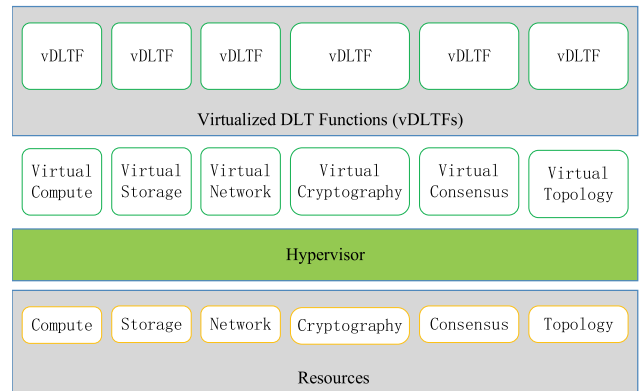 vDLTF vDLTF vDLTF vDLTF vDLTF vDLTF
Virtualized DLT Functions (vDLTFs)
Virtual Virtual Virtual Virtual Virtual Virtual
Compute Storage Network Cryptography Consensus Topology
Hypervisor
Compute Storage Network Cryptography Consensus Topology
Resources